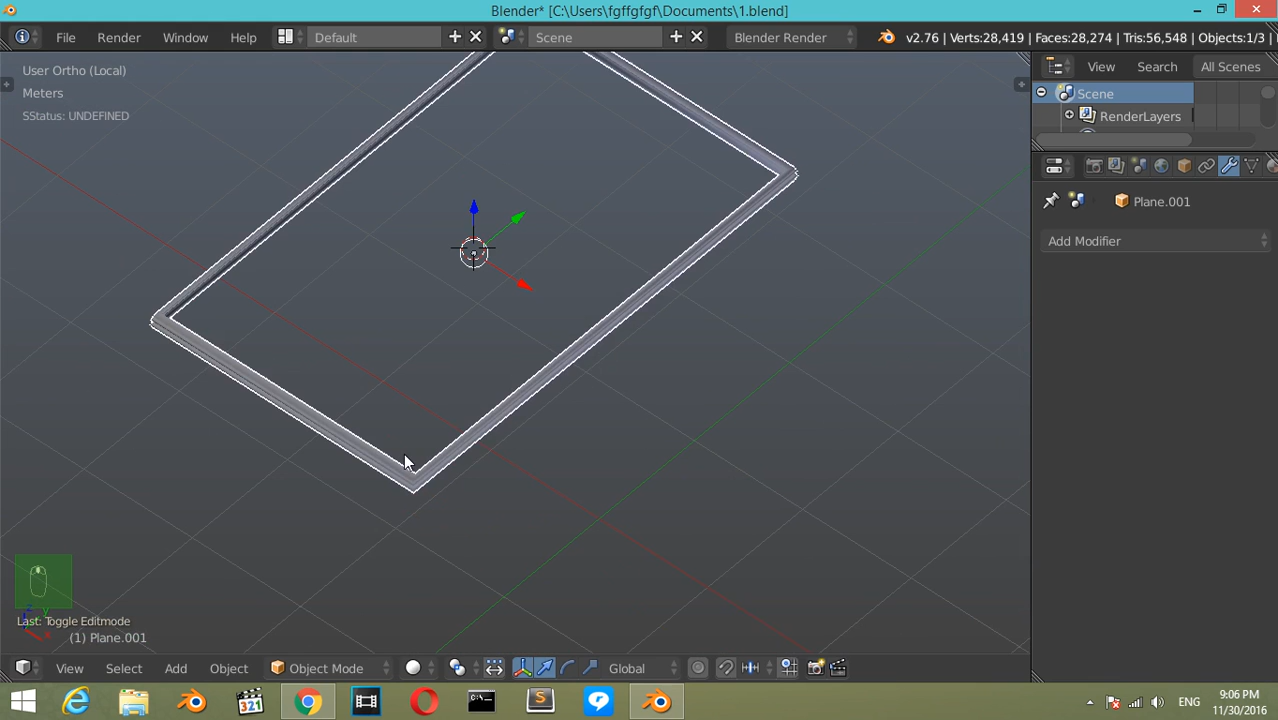 Blender* [C:\Users\fgffgfgf\Documents\1.blend]
File Render Window Help Default Scene Blender Render v2.76 | Verts:28,419 | Faces:28,274 | Tris:56,548 | Objects:1/3
User Ortho (Local)
Meters
SStatus: UNDEFINED
View Search All Scenes
Scene
RenderLayers
Plane.001
Add Modifier
Last: Toggle Editmode
(1) Plane.001
View Select Add Object Object Mode Global
321
C:\
S
ENG
9:06 PM
11/30/2016